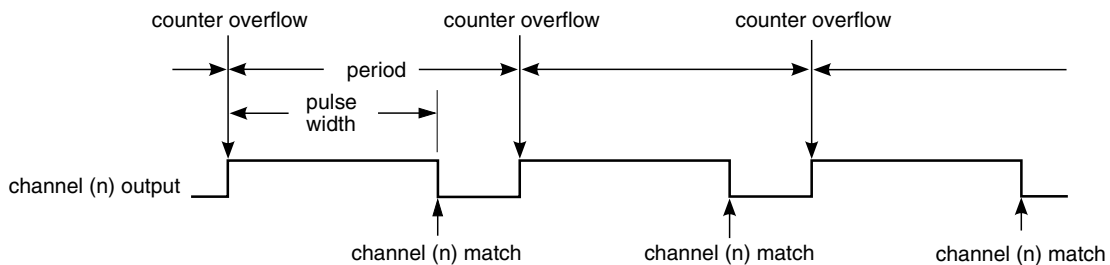 counter overflow
counter overflow
counter overflow
period
pulse
width
channel (n) output
channel (n) match
channel (n) match
channel (n) match